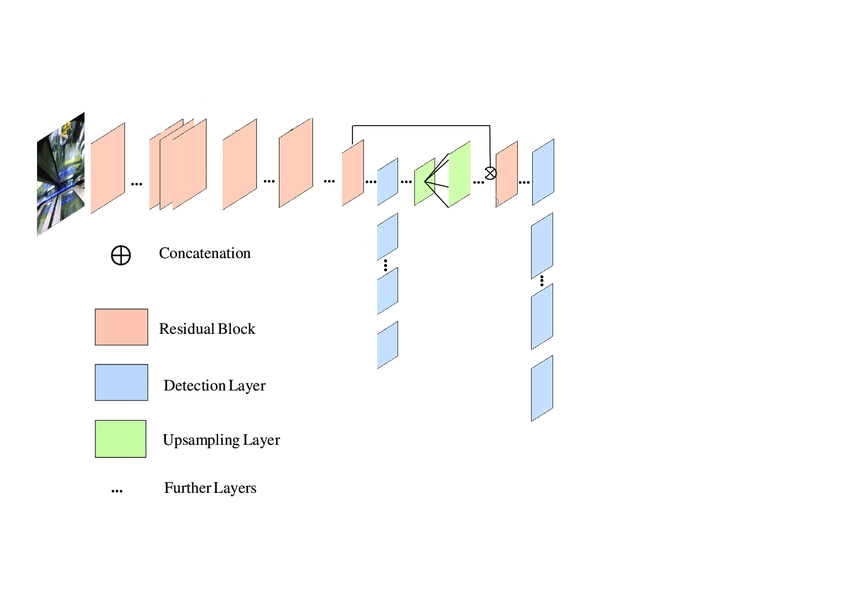 Concatenation
Residual Block
Detection Layer
Upsampling Layer
... Further Layers